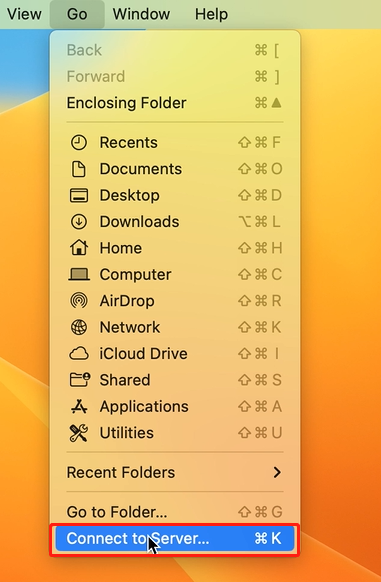 View Go Window Help
Back ⌘ [
Forward ⌘ ]
Enclosing Folder ⌘▲
Recents ⇧⌘F
Documents ⇧⌘O
Desktop ⇧⌘D
Downloads ⌥⌘L
Home ⇧⌘H
Computer ⇧⌘C
AirDrop ⇧⌘R
Network ⇧⌘K
iCloud Drive ⇧⌘I
Shared ⇧⌘S
Applications ⇧⌘A
Utilities ⇧⌘U
Recent Folders >
Go to Folder... ⇧⌘G
Connect to Server... ⌘K